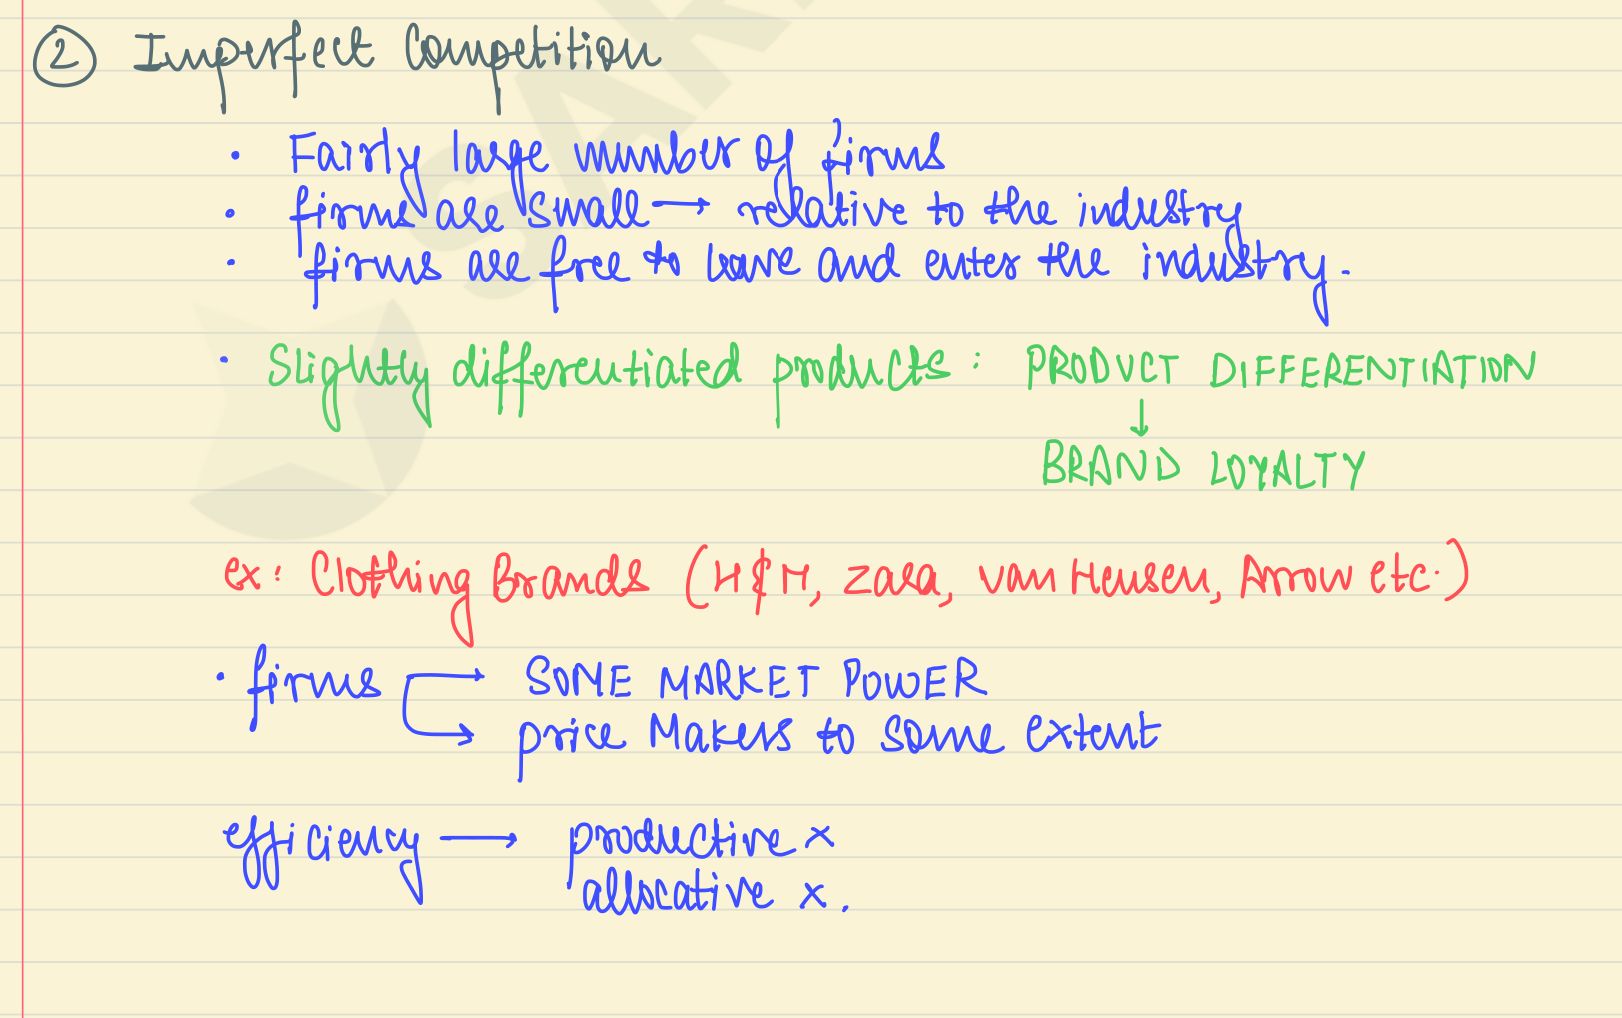 ② Imperfect Competition
• Fairly large number of firms
• firms are small → relative to the industry
• firms are free to leave and enter the industry.
• Slightly differentiated products: PRODUCT DIFFERENTIATION
↓
BRAND LOYALTY
ex: Clothing Brands (H&M, Zara, Van Heusen, Arrow etc.)
• firms → SOME MARKET POWER
→ price Makers to some extent
efficiency → productive x
allocative x.
SAR